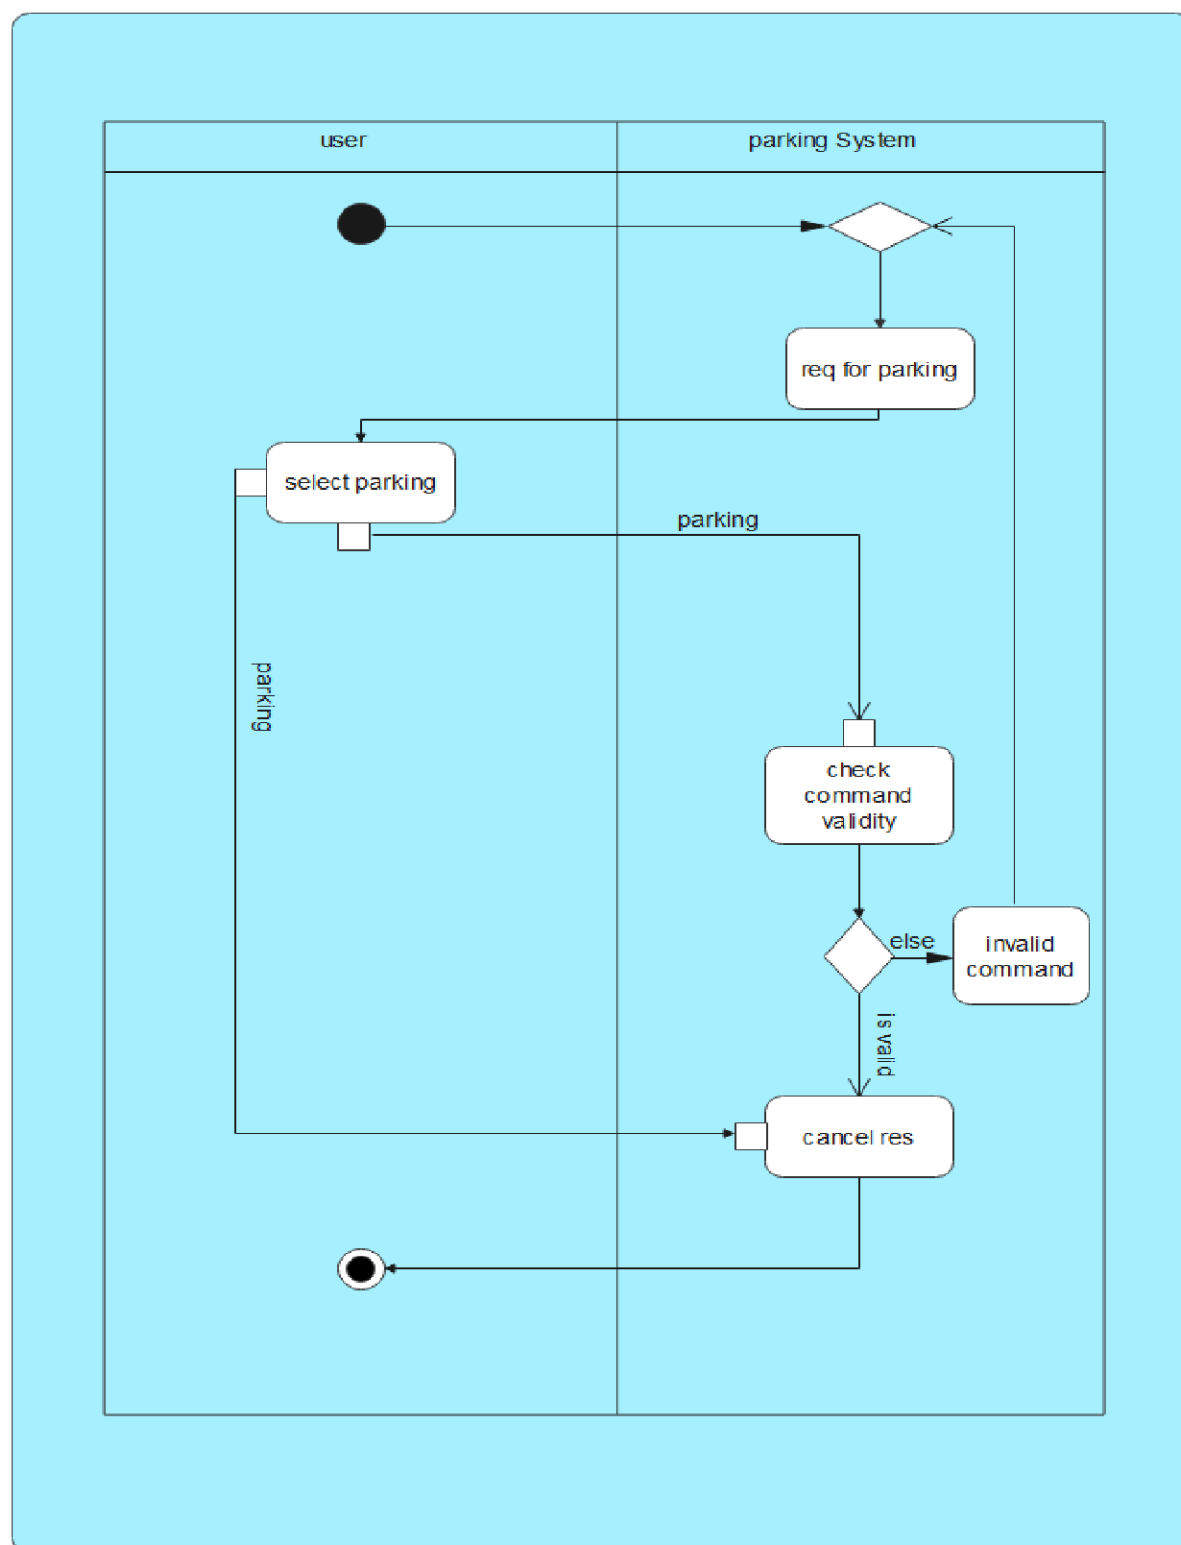 user
parking System
req for parking
select parking
parking
parking
check
command
validity
else
invalid
command
is valid
cancel res